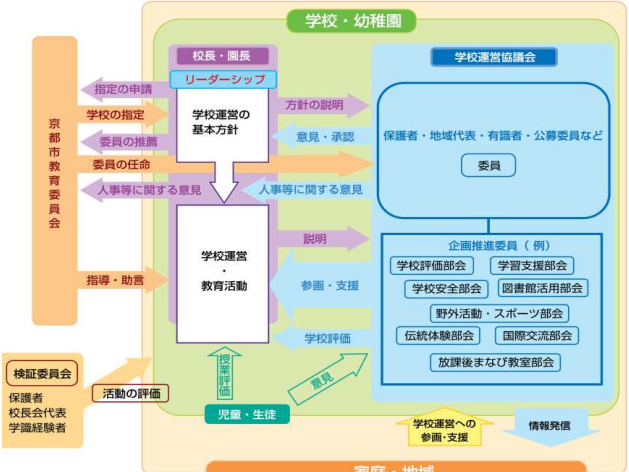 学校・幼稚園
校長・園長
リーダーシップ
学校運営の
基本方針
学校運営
・
教育活動
京都市教育委員会
指定の申請
学校の指定
委員の推薦
委員の任命
人事等に関する意見
指導・助言
方針の説明
意見・承認
人事等に関する意見
説明
参画・支援
学校評価
学校運営協議会
保護者・地域代表・有識者・公募委員など
委員
企画推進委員（例）
学校評価部会
学習支援部会
学校安全部会
図書館活用部会
野外活動・スポーツ部会
伝統体験部会
国際交流部会
放課後まなび教室部会
検証委員会
保護者
校長会代表
学識経験者
活動の評価
授業評価
意見
児童・生徒
学校運営への
参画・支援
情報発信
家庭・地域